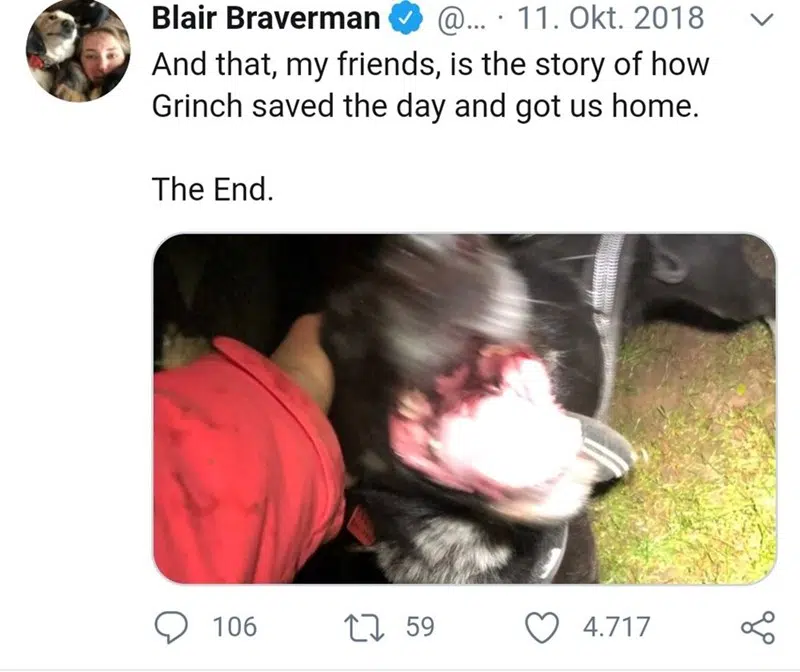 Blair Braverman @... · 11. Okt. 2018
And that, my friends, is the story of how
Grinch saved the day and got us home.
The End.
106 59 4.717